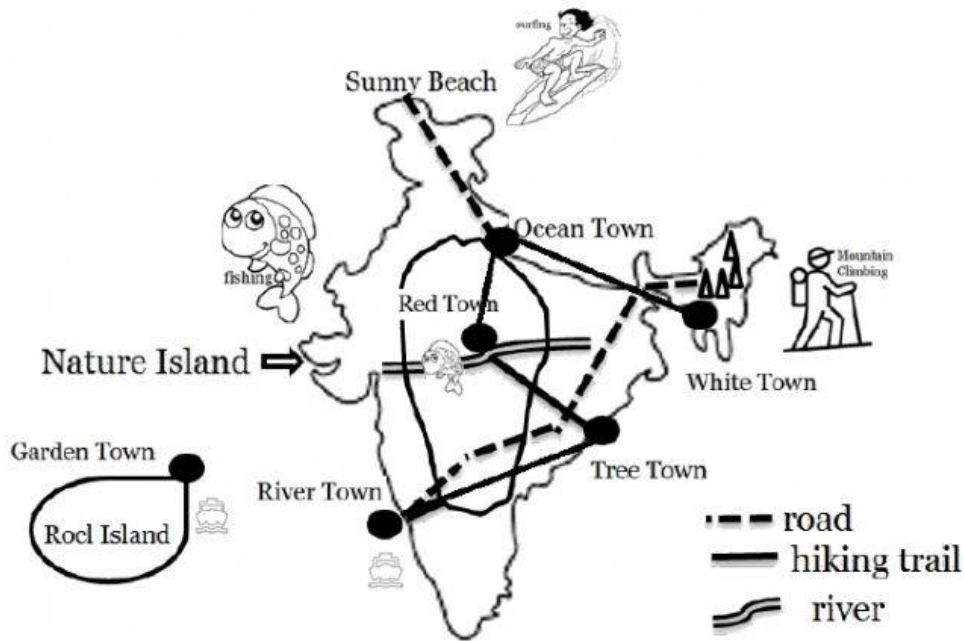 surfing
Sunny Beach
Ocean Town
fishing
Mountain
Climbing
Red Town
Nature Island
White Town
Garden Town
River Town
Tree Town
Rocl Island
road
hiking trail
river